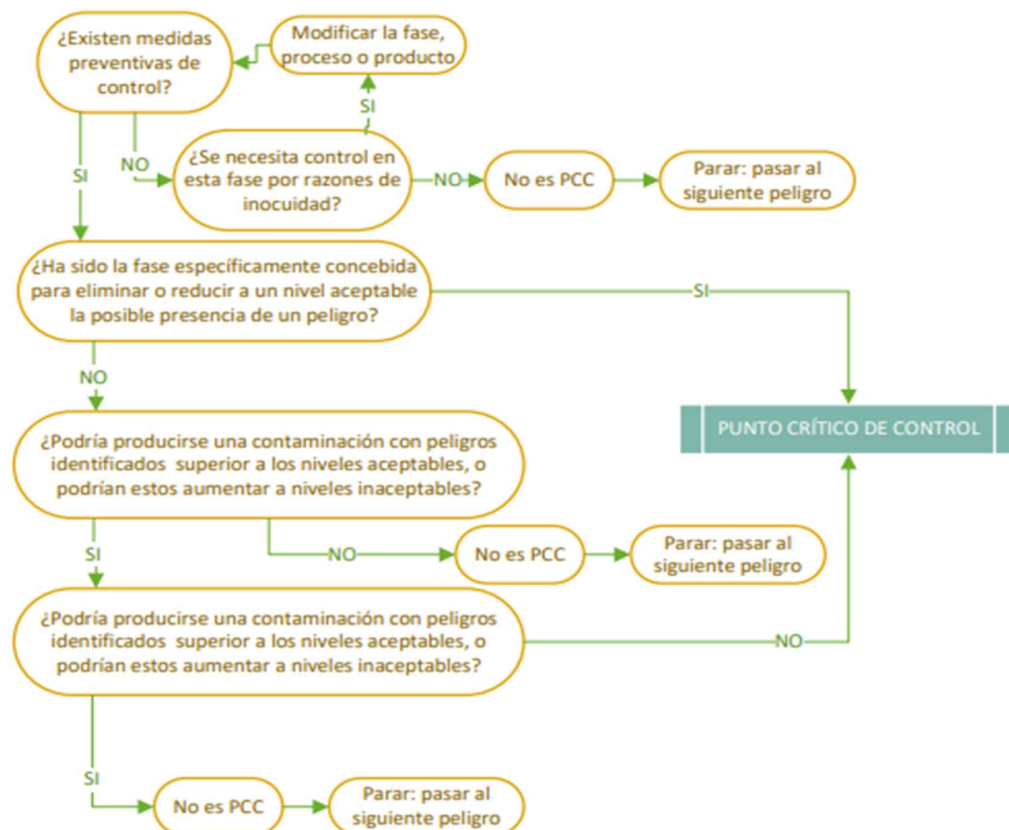 ¿Existen medidas
preventivas de
control?
Modificar la fase,
proceso o producto
SI
SI
NO
¿Se necesita control en
esta fase por razones de
inocuidad?
NO
No es PCC
Parar: pasar al
siguiente peligro
¿Ha sido la fase específicamente concebida
para eliminar o reducir a un nivel aceptable
la posible presencia de un peligro?
SI
NO
PUNTO CRÍTICO DE CONTROL
¿Podría producirse una contaminación con peligros
identificados superior a los niveles aceptables, o
podrían estos aumentar a niveles inaceptables?
SI
NO
No es PCC
Parar: pasar al
siguiente peligro
¿Podría producirse una contaminación con peligros
identificados superior a los niveles aceptables, o
podrían estos aumentar a niveles inaceptables?
NO
SI
No es PCC
Parar: pasar al
siguiente peligro